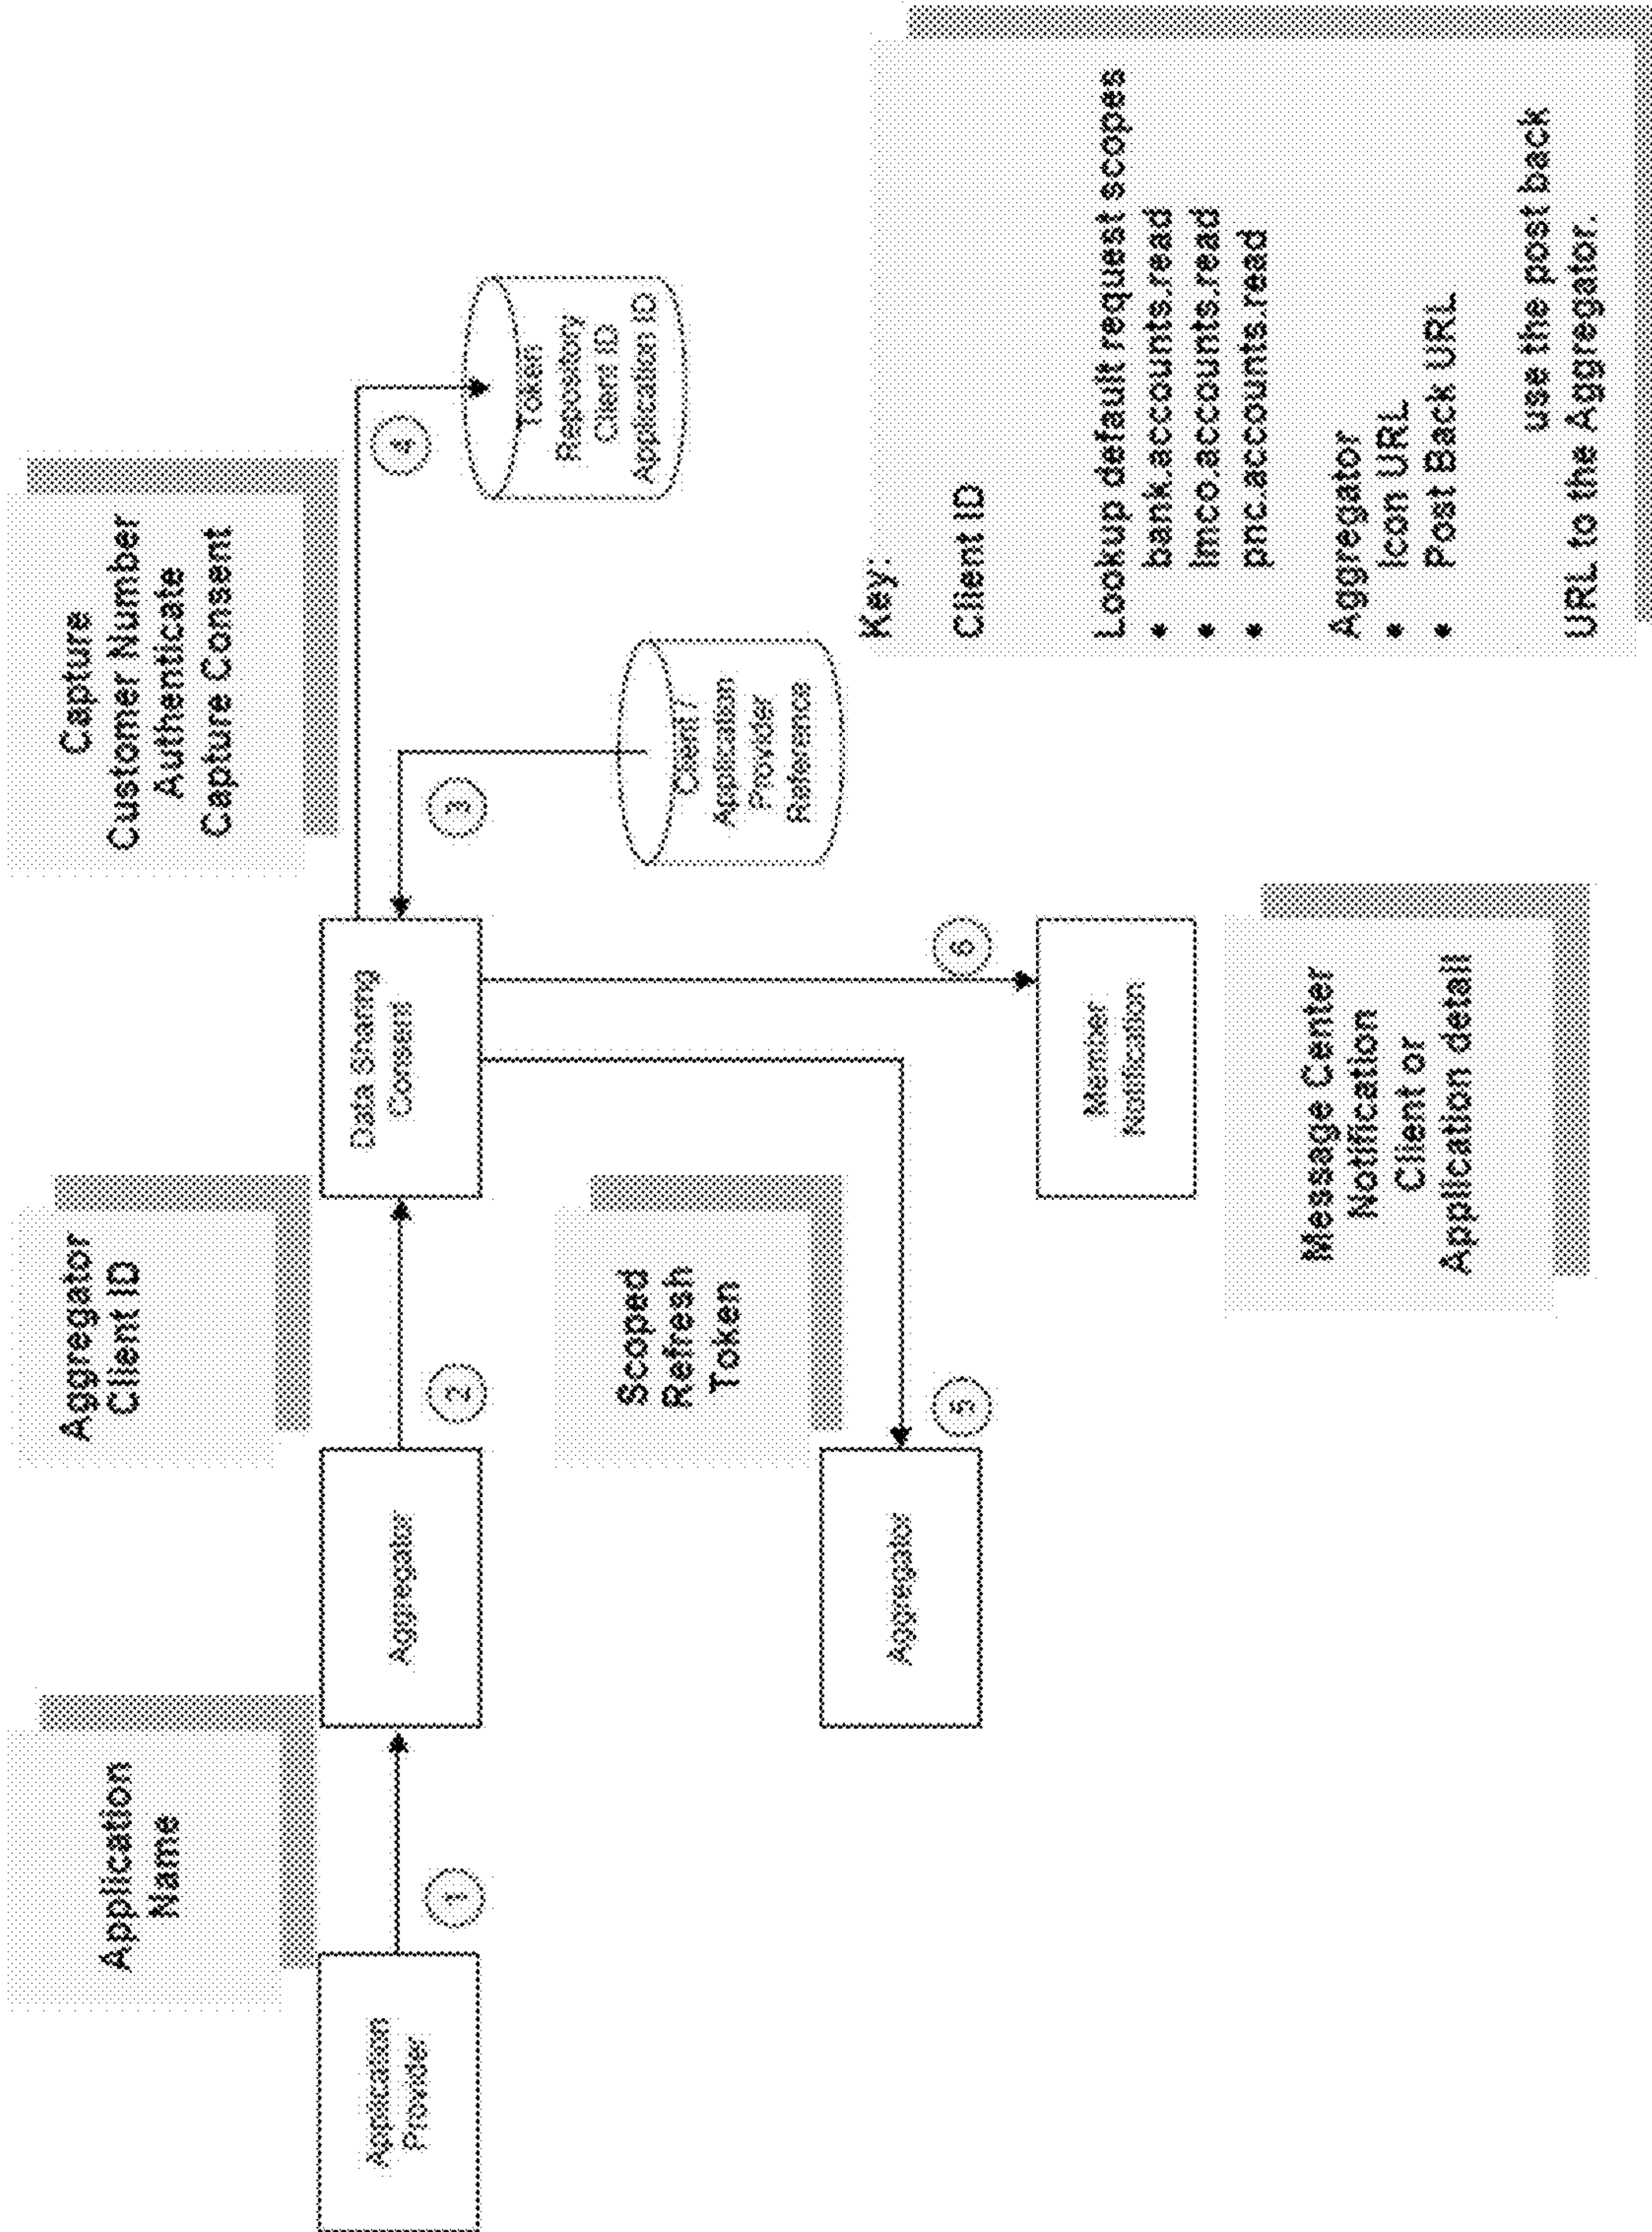 Application
Name
Aggregator
Client ID
Capture
Customer Number
Authenticate
Capture Consent
Application
Provider
1
Aggregator
2
Data Sharing
Consent
3
4
Token
Repository
Client ID
Application ID
Client /
Application
Provider
Reference
Scoped
Refresh
Token
Aggregator
5
6
Member
Notification
Message Center
Notification
Client or
Application detail
Key:
Client ID
Lookup default request scopes
• bank.accounts.read
• lmco.accounts.read
• pnc.accounts.read
Aggregator
• Icon URL
• Post Back URL
use the post back
URL to the Aggregator.